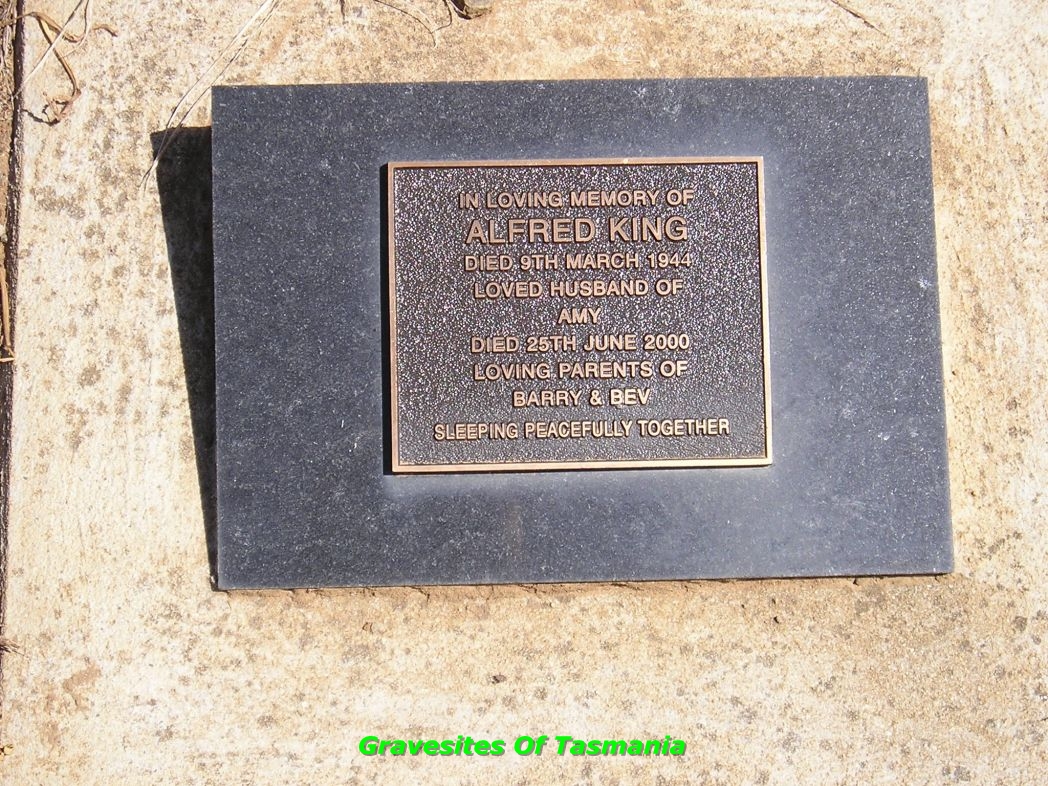 IN LOVING MEMORY OF
ALFRED KING
DIED 9TH MARCH 1944
LOVED HUSBAND OF
AMY
DIED 25TH JUNE 2000
LOVING PARENTS OF
BARRY & BEV
SLEEPING PEACEFULLY TOGETHER
Gravesites Of Tasmania